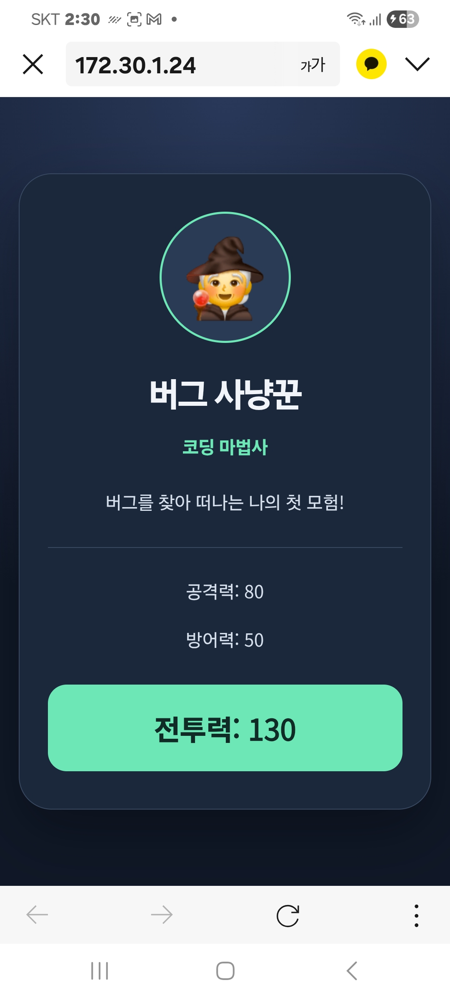 SKT 2:30
63
172.30.1.24
가가
버그 사냥꾼
코딩 마법사
버그를 찾아 떠나는 나의 첫 모험!
공격력: 80
방어력: 50
전투력: 130